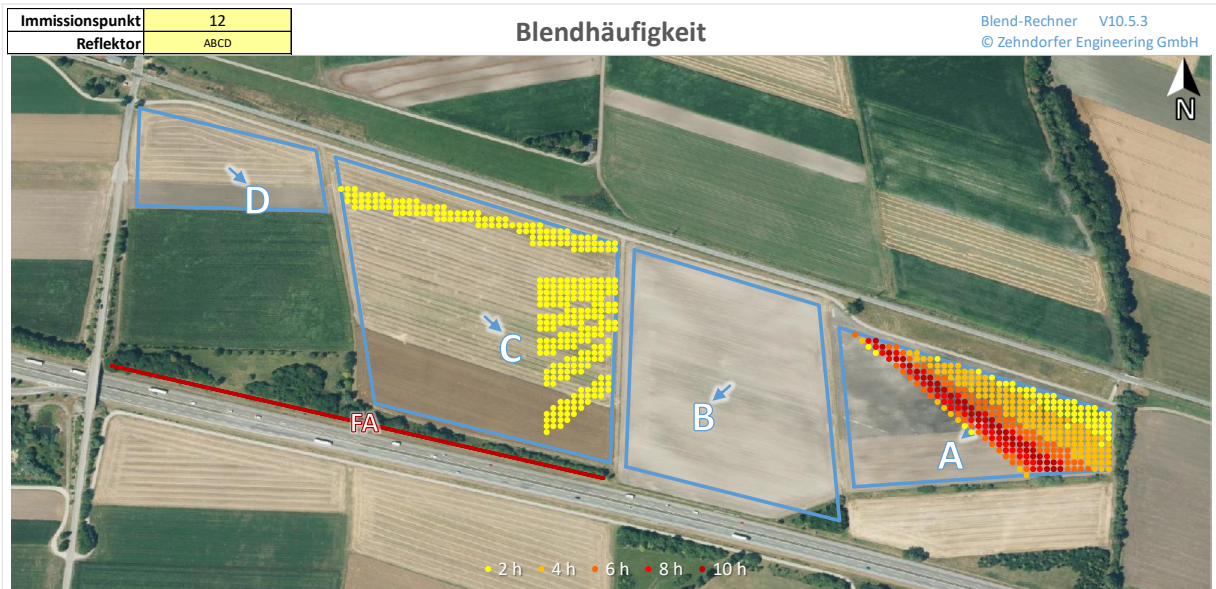 Immissionspunkt 12
Reflektor ABCD
Blendhäufigkeit
Blend-Rechner V10.5.3
© Zehndorfer Engineering GmbH
N
D
C
B
FA
A
2 h 4 h 6 h 8 h 10 h